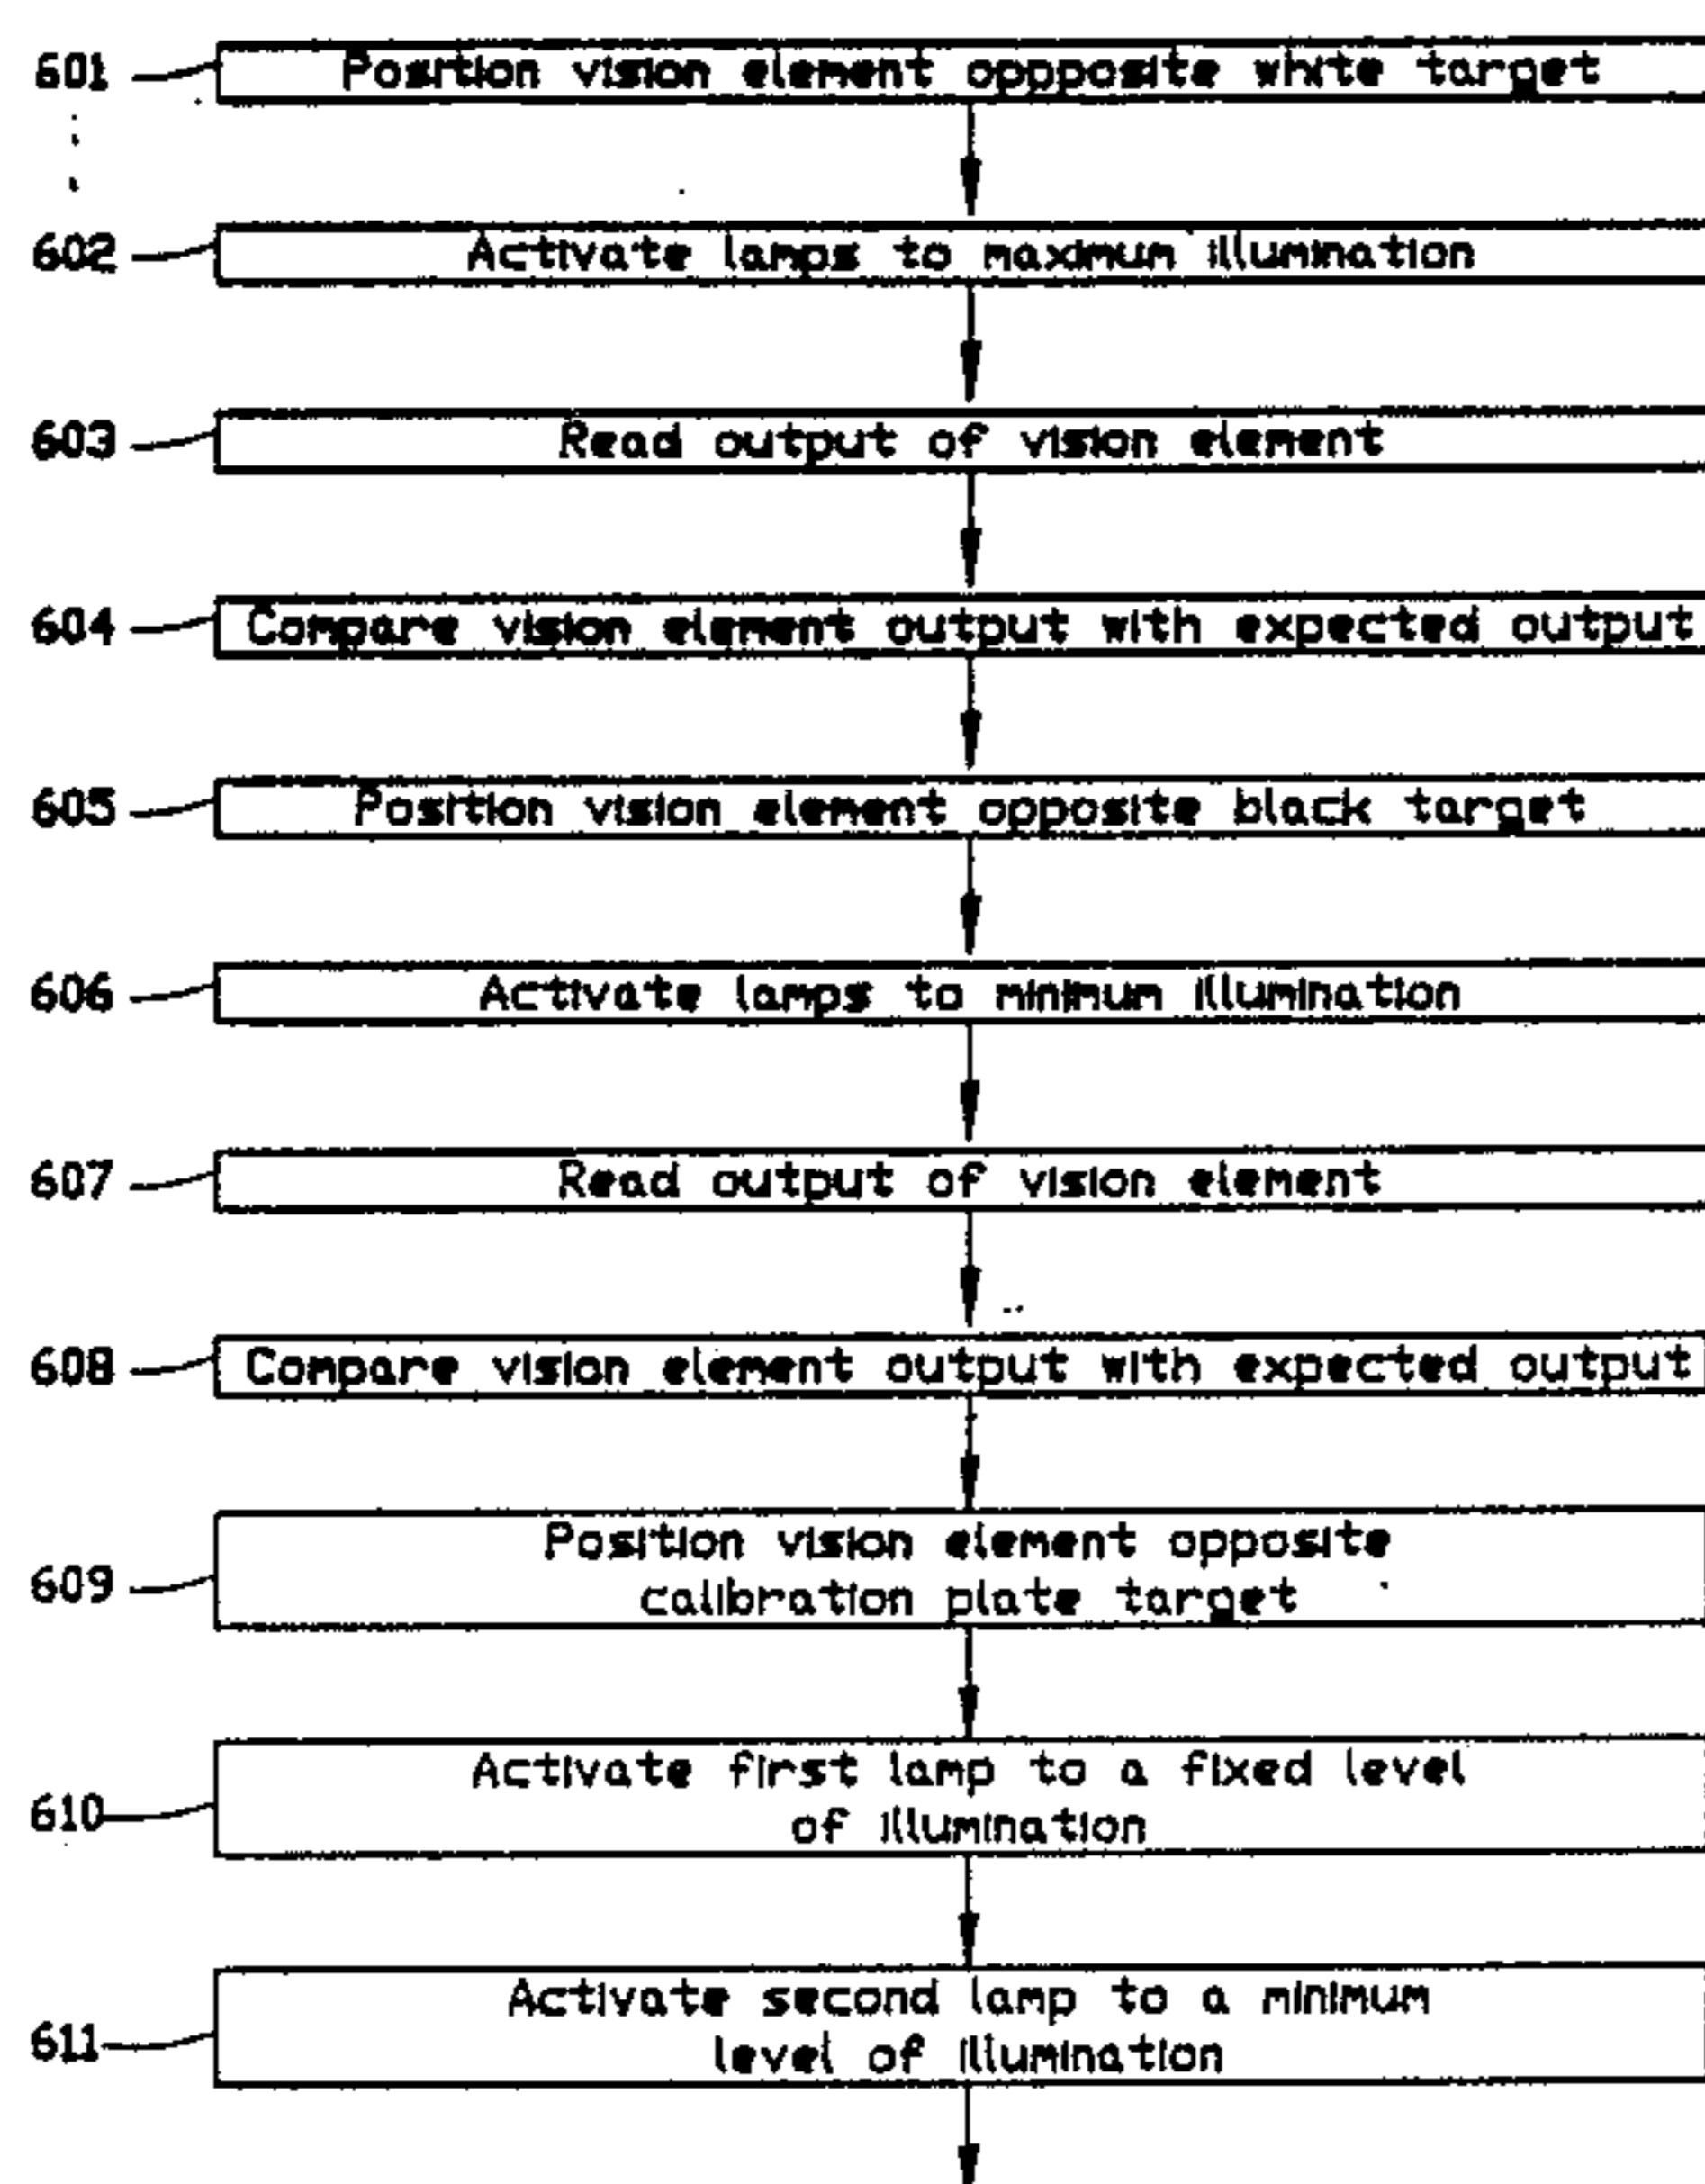 601 Position vision element oppposite white target
602 Activate lamps to maximum illumination
603 Read output of vision element
604 Compare vision element output with expected output
605 Position vision element opposite black target
606 Activate lamps to minimum illumination
607 Read output of vision element
608 Compare vision element output with expected output
609 Position vision element opposite
calibration plate target
610 Activate first lamp to a fixed level
of illumination
611 Activate second lamp to a minimum
level of illumination